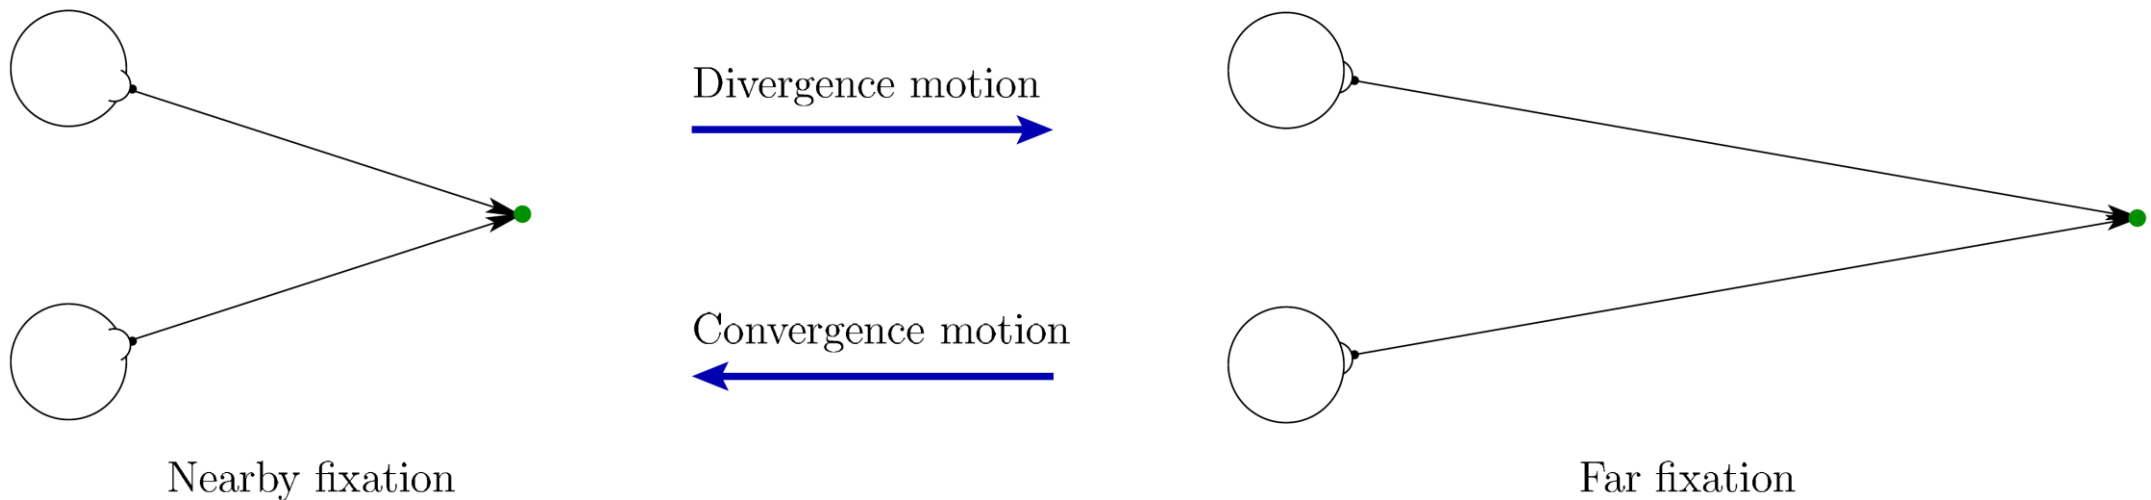 Divergence motion
Convergence motion
Nearby fixation
Far fixation